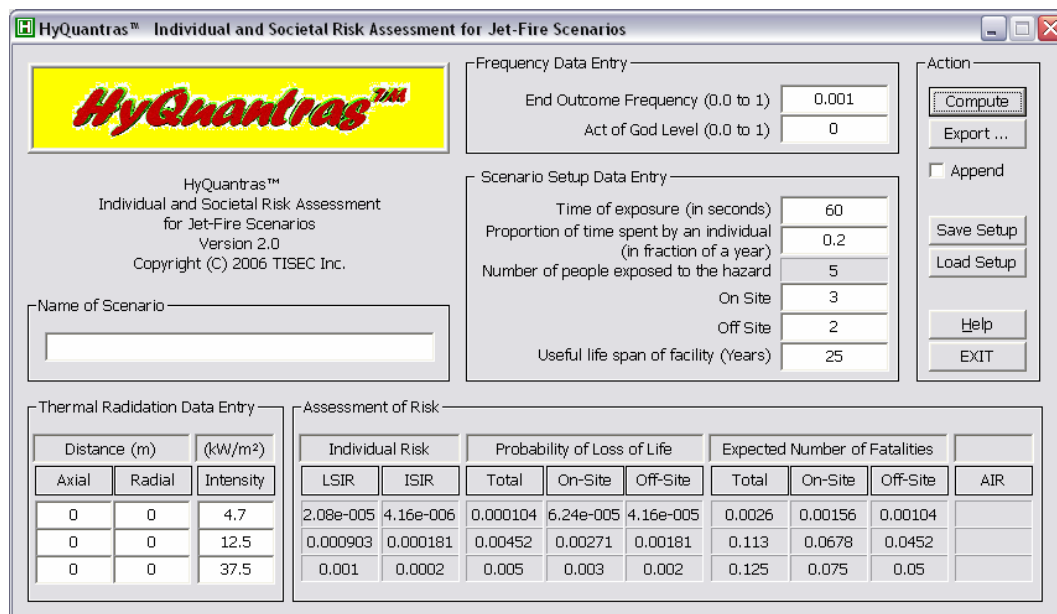 HyQuantras™ Individual and Societal Risk Assessment for Jet-Fire Scenarios
HyQuantras™
HyQuantras™
Individual and Societal Risk Assessment
for Jet-Fire Scenarios
Version 2.0
Copyright (C) 2006 TISEC Inc.
Name of Scenario
Frequency Data Entry
End Outcome Frequency (0.0 to 1) 0.001
Act of God Level (0.0 to 1) 0
Scenario Setup Data Entry
Time of exposure (in seconds) 60
Proportion of time spent by an individual
(in fraction of a year) 0.2
Number of people exposed to the hazard 5
On Site 3
Off Site 2
Useful life span of facility (Years) 25
Action
Compute
Export ...
Append
Save Setup
Load Setup
Help
EXIT
Thermal Radidation Data Entry
Distance (m) (kW/m²)
Axial Radial Intensity
0 0 4.7
0 0 12.5
0 0 37.5
Assessment of Risk
Individual Risk Probability of Loss of Life Expected Number of Fatalities
LSIR ISIR Total On-Site Off-Site Total On-Site Off-Site AIR
2.08e-005 4.16e-006 0.000104 6.24e-005 4.16e-005 0.0026 0.00156 0.00104
0.000903 0.000181 0.00452 0.00271 0.00181 0.113 0.0678 0.0452
0.001 0.0002 0.005 0.003 0.002 0.125 0.075 0.05